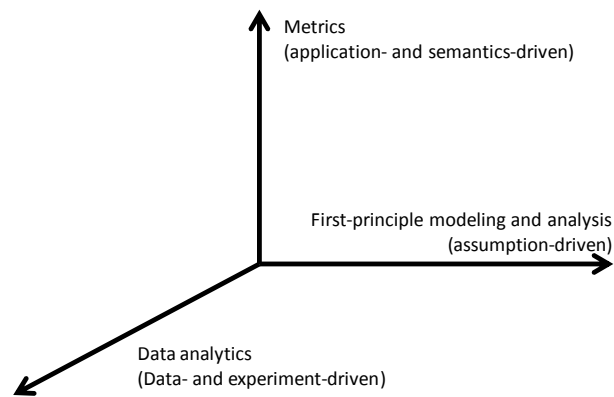 Metrics
(application- and semantics-driven)
First-principle modeling and analysis
(assumption-driven)
Data analytics
(Data- and experiment-driven)